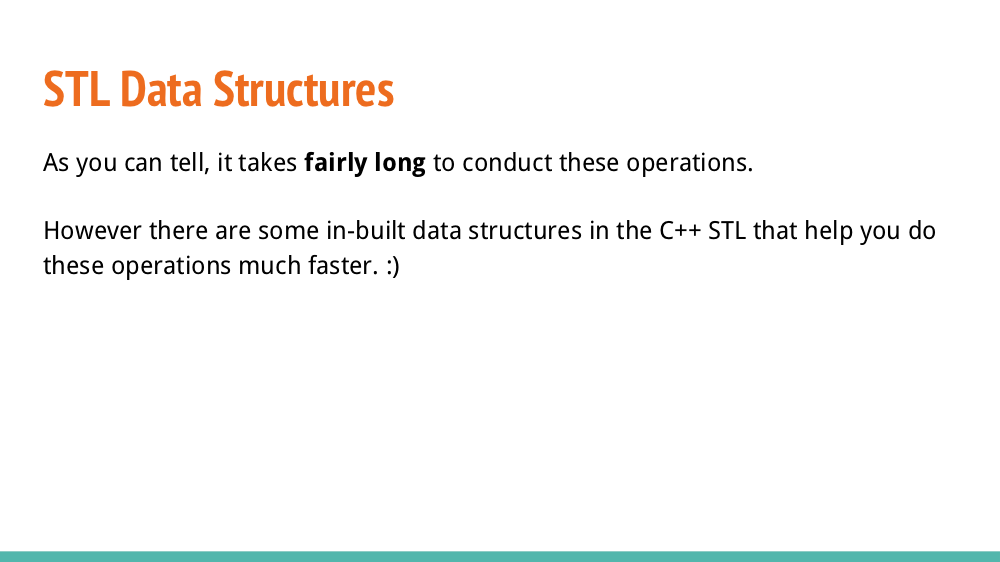 STL Data Structures
As you can tell, it takes fairly long to conduct these operations.
However there are some in-built data structures in the C++ STL that help you do
these operations much faster. :)